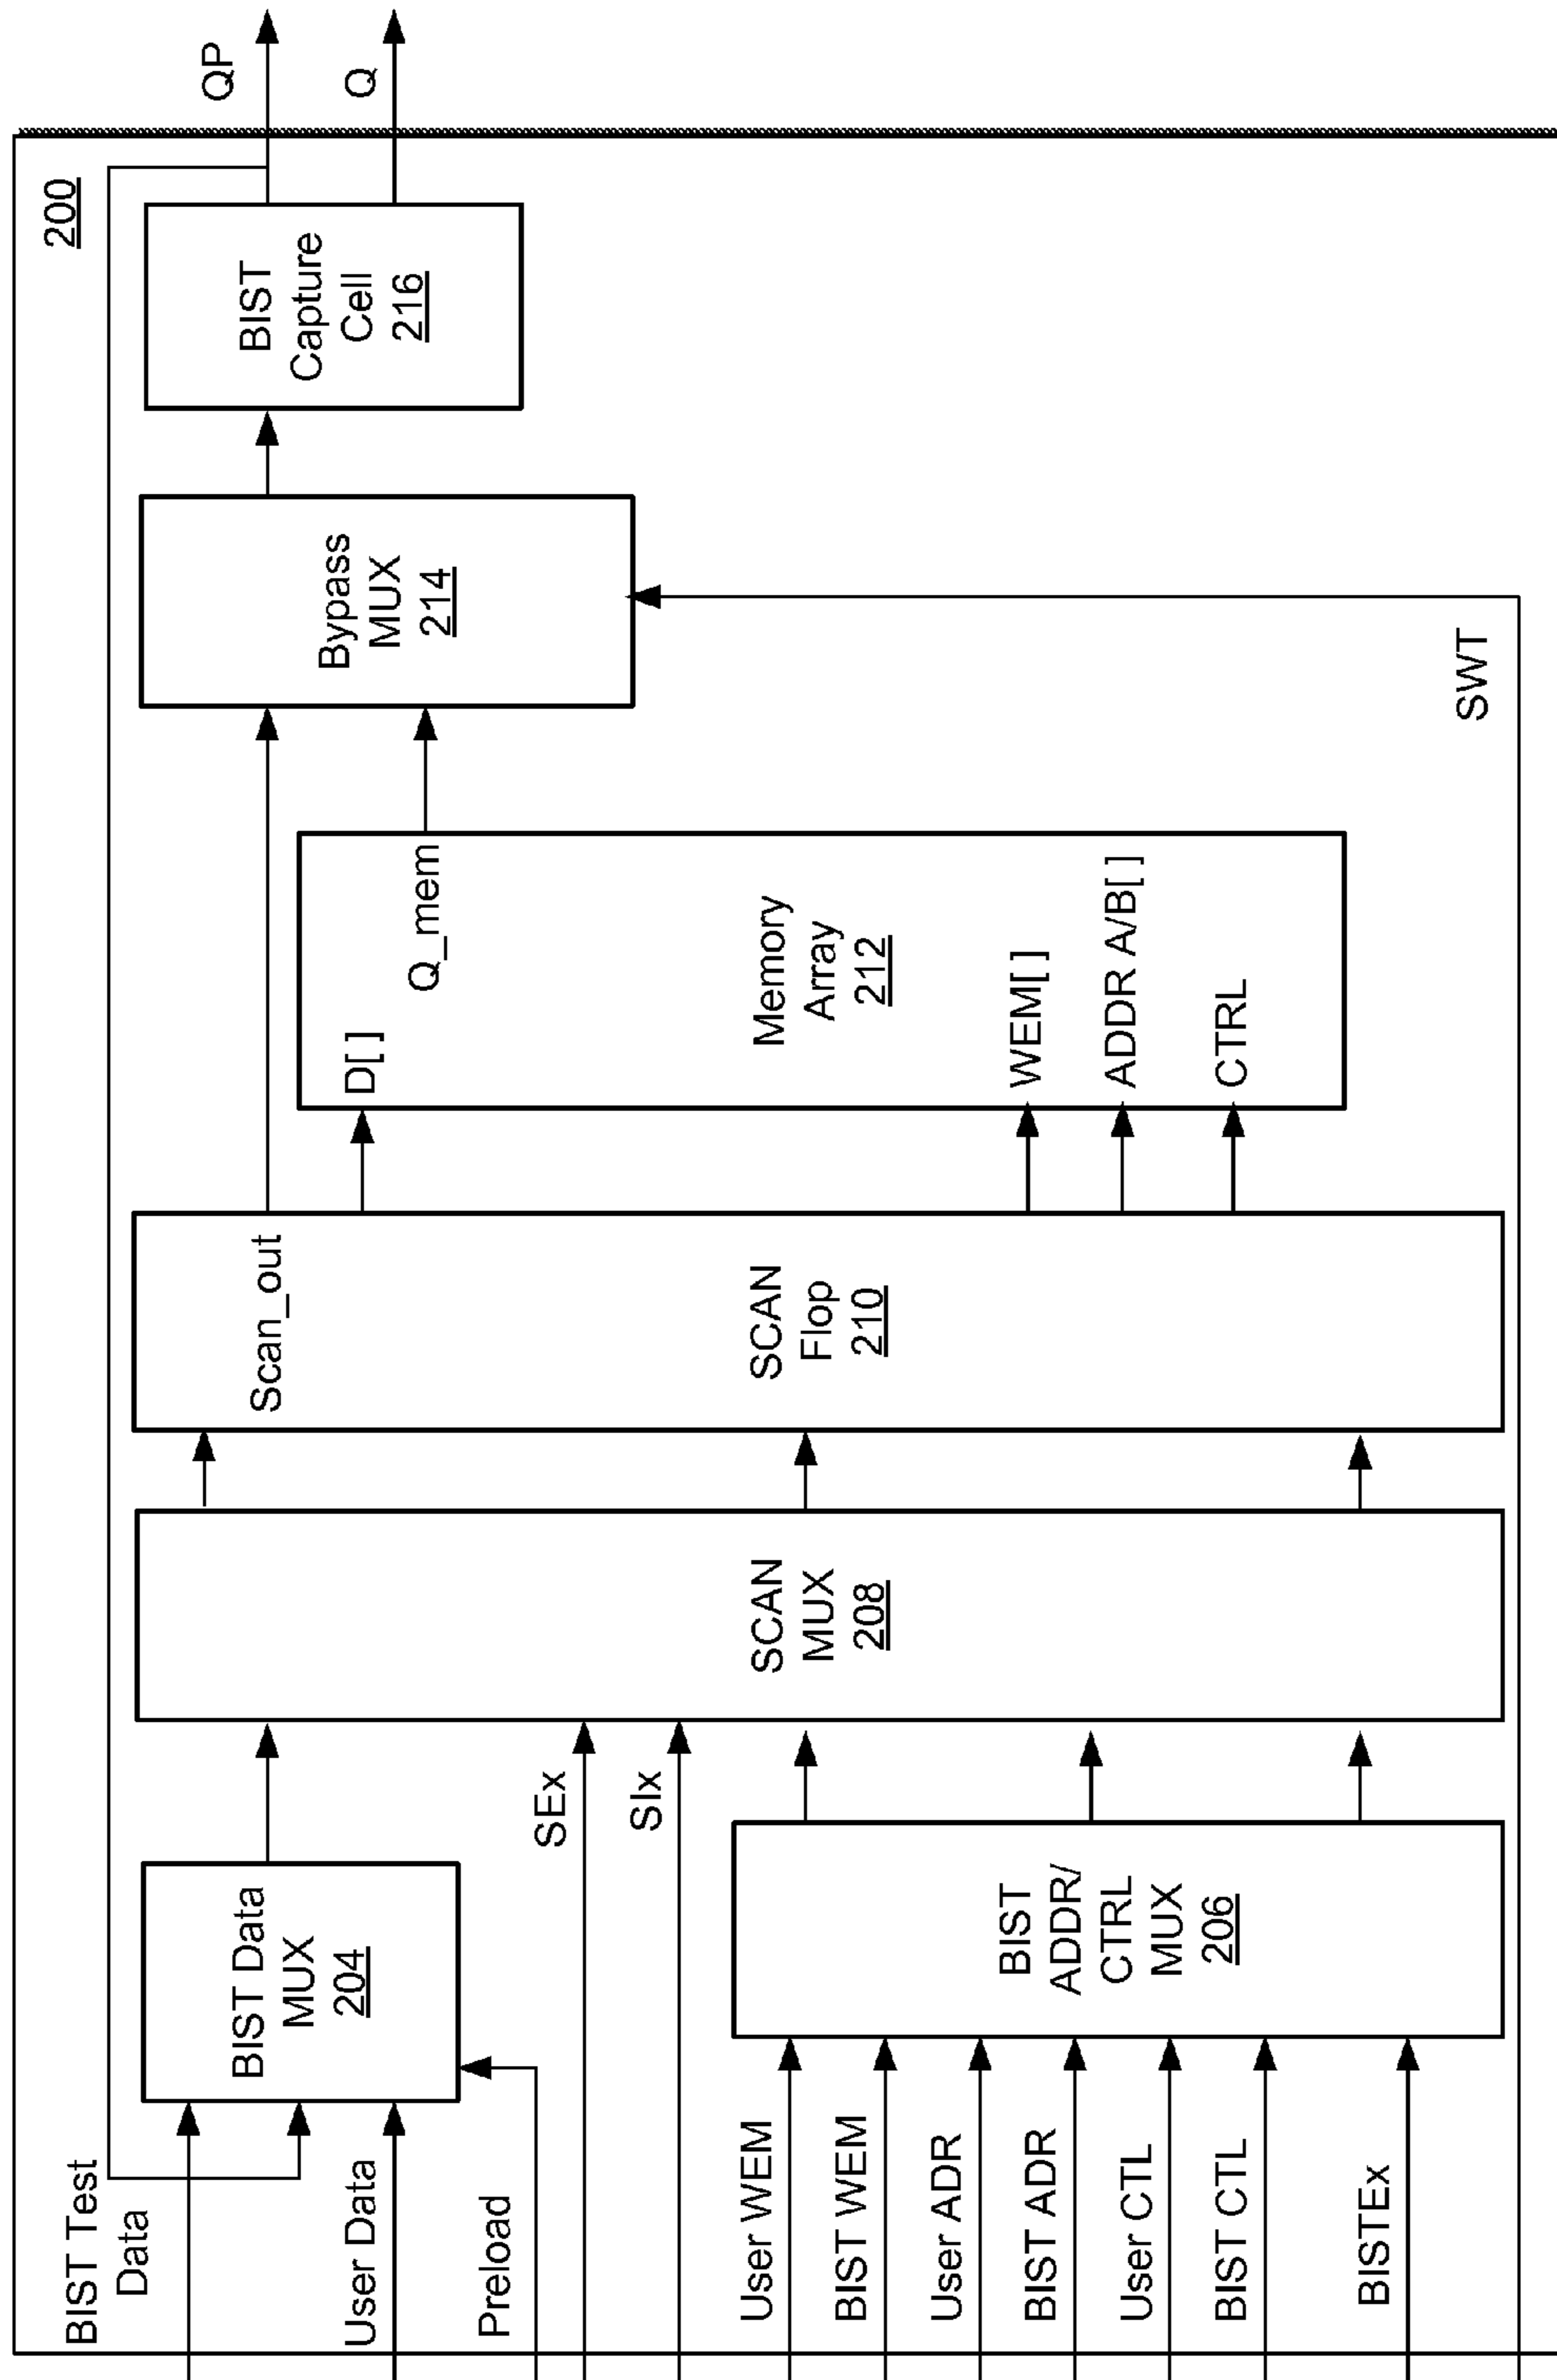 200
BIST Test
Data
User Data
Preload
BIST Data
MUX
204
SEx
SIx
User WEM
BIST WEM
User ADR
BIST ADR
User CTL
BIST CTL
BISTEx
BIST
ADDR/
CTRL
MUX
206
SCAN
MUX
208
Scan_out
SCAN
Flop
210
D[ ]
Q_mem
Memory
Array
212
WEM[ ]
ADDR A/B[ ]
CTRL
Bypass
MUX
214
SWT
BIST
Capture
Cell
216
QP
Q